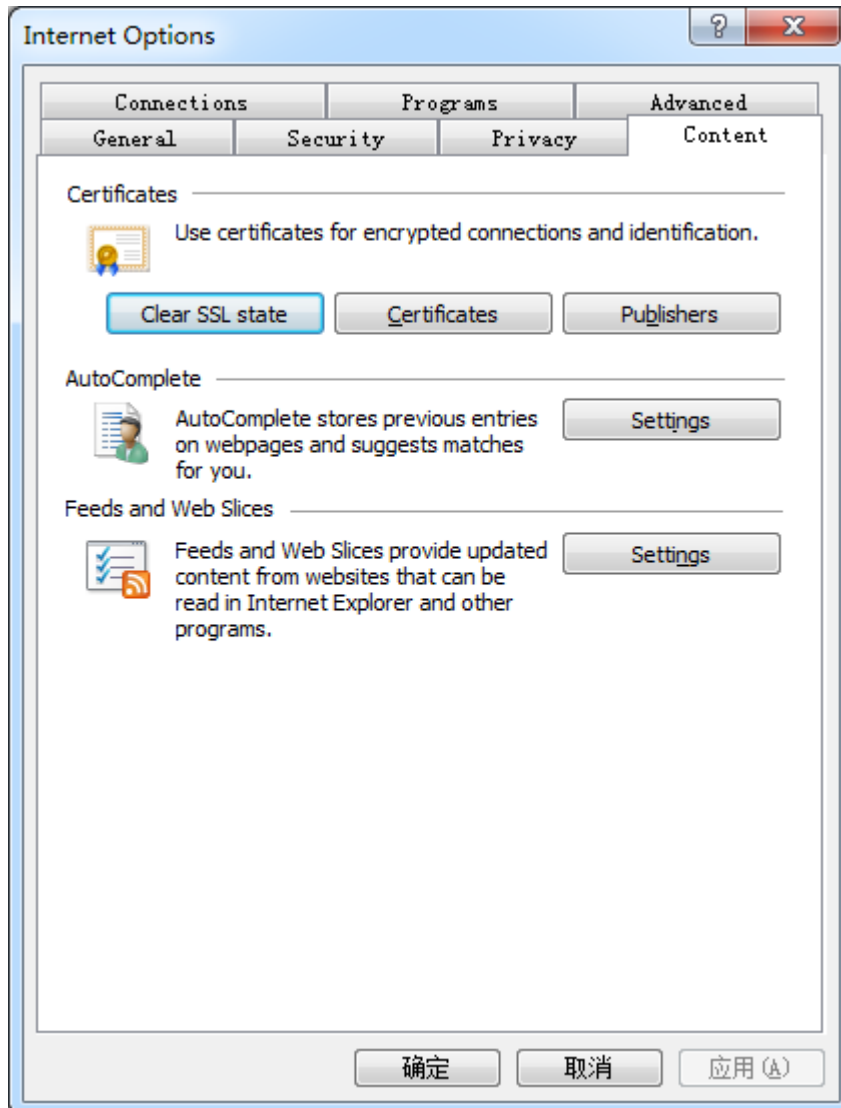 Internet Options
Connections Programs Advanced
General Security Privacy Content
Certificates
Use certificates for encrypted connections and identification.
Clear SSL state Certificates Publishers
AutoComplete
AutoComplete stores previous entries
on webpages and suggests matches
for you.
Settings
Feeds and Web Slices
Feeds and Web Slices provide updated
content from websites that can be
read in Internet Explorer and other
programs.
Settings
确定 取消 应用(A)